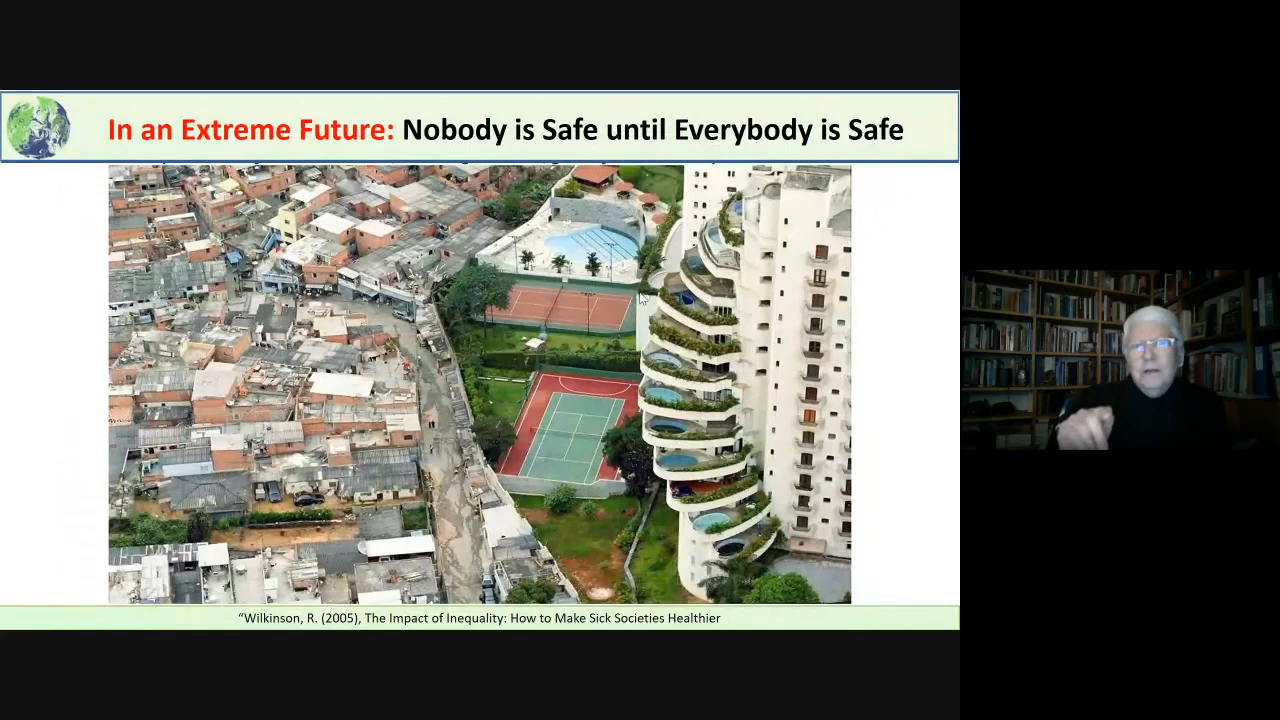 In an Extreme Future: Nobody is Safe until Everybody is Safe
“Wilkinson, R. (2005), The Impact of Inequality: How to Make Sick Societies Healthier